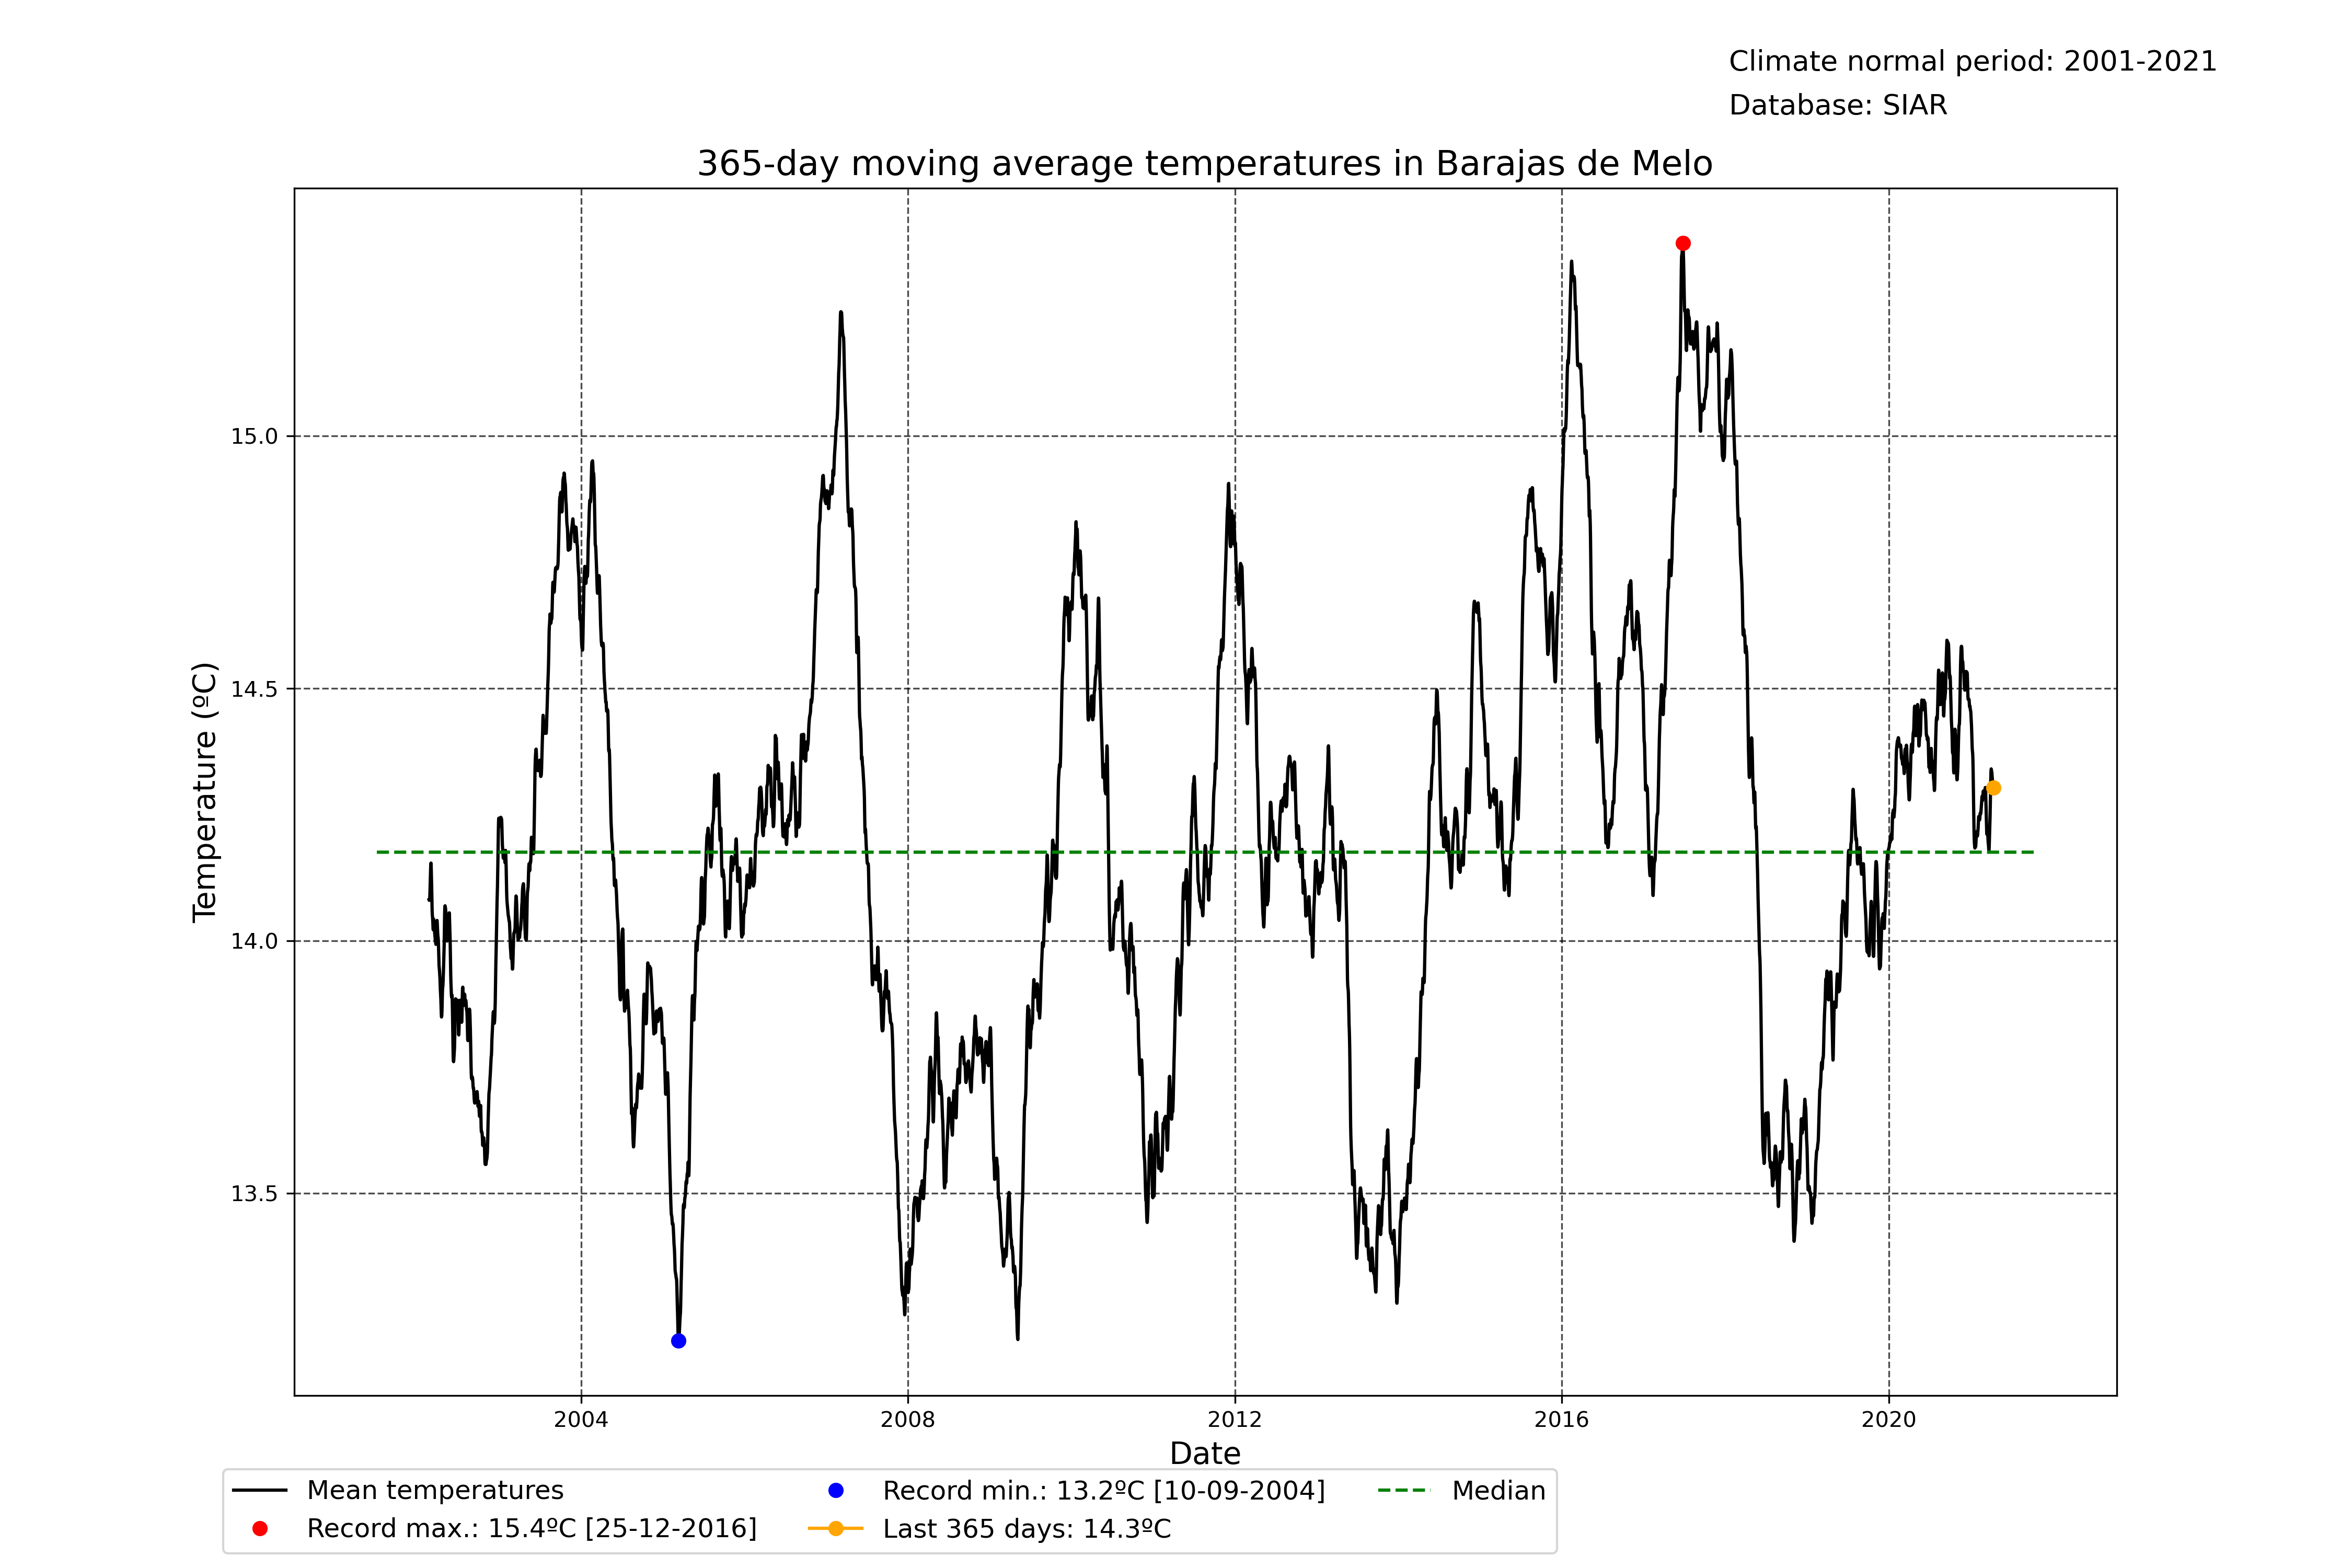 Climate normal period: 2001-2021
Database: SIAR
365-day moving average temperatures in Barajas de Melo
Temperature (ºC)
15.0
14.5
14.0
13.5
2004 2008 2012 2016 2020
Date
Mean temperatures
Record max.: 15.4ºC [25-12-2016]
Record min.: 13.2ºC [10-09-2004]
Last 365 days: 14.3ºC
Median